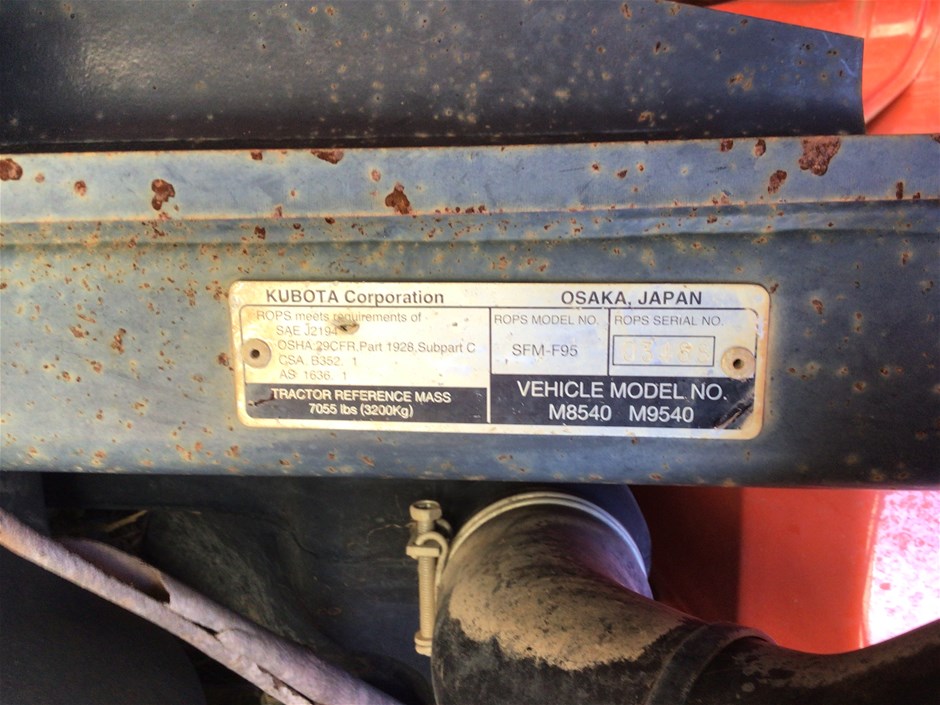 KUBOTA Corporation OSAKA, JAPAN
ROPS meets requirements of
SAE J2194
OSHA 29CFR,Part 1928,Subpart C
CSA B352. 1
AS 1636. 1
TRACTOR REFERENCE MASS
7055 lbs (3200Kg)
ROPS MODEL NO.
SFM-F95
ROPS SERIAL NO.
VEHICLE MODEL NO.
M8540 M9540